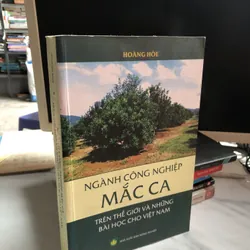 HOÀNG HÒE
NGÀNH CÔNG NGHIỆP
MẮC CA
TRÊN THẾ GIỚI VÀ NHỮNG
BÀI HỌC CHO VIỆT NAM